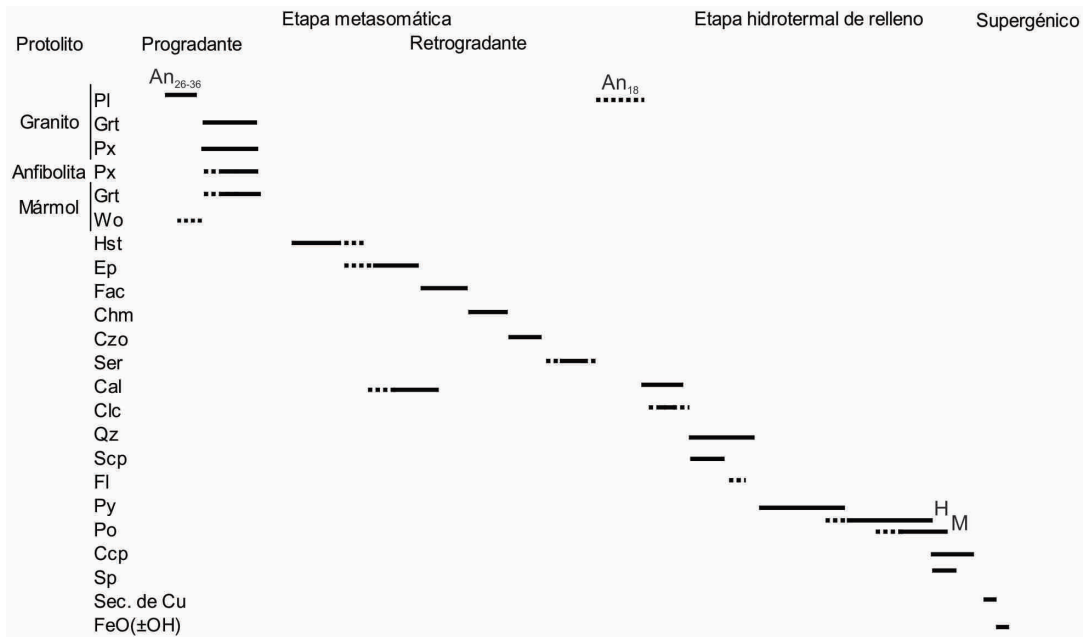 Etapa metasomática Etapa hidrotermal de relleno Supergénico
Protolito Progradante Retrogradante
An26-36 An18
Pl
Granito Grt
Px
Anfibolita Px
Grt
Mármol
Wo
Hst
Ep
Fac
Chm
Czo
Ser
Cal
Clc
Qz
Scp
Fl
Py H
Po M
Ccp
Sp
Sec. de Cu
FeO(±OH)